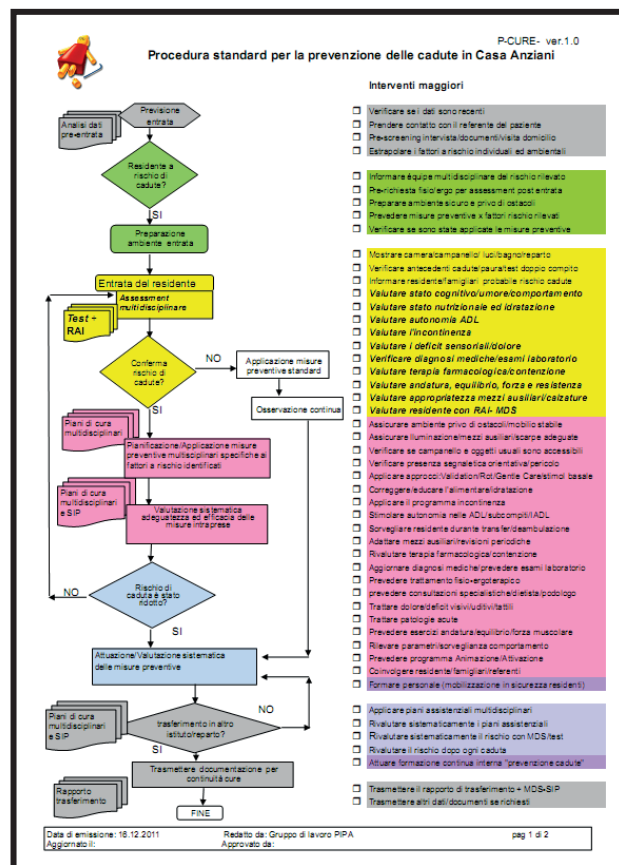 P-CURE- ver.1.0
Procedura standard per la prevenzione delle cadute in Casa Anziani
Previsione
entrata
Analisi dati
pre-entrata
Residente a
rischio di
cadute?
SI
Preparazione
ambiente entrata
Entrata del residente
Assessment
multidisciplinare
Test +
RAI
Conferma
rischio di
cadute?
NO
Applicazione misure
preventive standard
Osservazione continua
SI
Piani di cura
multidisciplinari
Pianificazione/Applicazione misure
preventive multidisciplinari specifiche ai
fattori a rischio identificati
Piani di cura
multidisciplinari
e SIP
Valutazione sistematica
adeguatezza ed efficacia delle
misure intraprese
NO
Rischio di
caduta è stato
ridotto?
SI
Attuazione/Valutazione sistematica
delle misure preventive
Piani di cura
multidisciplinari
e SIP
trasferimento in altro
istituto/reparto?
NO
SI
Trasmettere documentazione per
continuità cure
Rapporto
trasferimento
FINE
Interventi maggiori
Verificare se i dati sono recenti
Prendere contatto con il referente del paziente
Pre-screening intervista/documenti/visita domicilio
Estrapolare i fattori a rischio individuali ed ambientali
Informare équipe multidisciplinare del rischio rilevato
Pre-richiesta fisio/ergo per assessment post entrata
Preparare ambiente sicuro e privo di ostacoli
Prevedere misure preventive x fattori rischio rilevati
Verificare se sono state applicate le misure preventive
Mostrare camera/campanello/ luci/bagno/reparto
Verificare antecedenti cadute/paura/test doppio compito
Informare residente/famigliari probabile rischio cadute
Valutare stato cognitivo/umore/comportamento
Valutare stato nutrizionale ed idratazione
Valutare autonomia ADL
Valutare l'incontinenza
Valutare i deficit sensoriali/dolore
Verificare diagnosi mediche/esami laboratorio
Valutare terapia farmacologica/contenzione
Valutare andatura, equilibrio, forza e resistenza
Valutare appropriatezza mezzi ausiliari/calzature
Valutare residente con RAI- MDS
Assicurare ambiente privo di ostacoli/mobilio stabile
Assicurare iluminazione/mezzi ausiliari/scarpe adeguate
Verificare se campanello e oggetti usuali sono accessibili
Verificare presenza segnaletica orientativa/pericolo
Applicare approcci:Validation/Rot/Gentle Care/stimol basale
Correggere/educare l'alimentare/idratazione
Applicare il programma incontinenza
Stimolare autonomia nelle ADL/subcompiti/IADL
Sorvegliare residente durante transfer/deambulazione
Adattare mezzi ausiliari/revisioni periodiche
Rivalutare terapia farmacologica/contenzione
Aggiornare diagnosi mediche/prevedere esami laboratorio
Prevedere trattamento fisio+ergoterapico
prevedere consultazioni specialistiche/dietista/podologo
Trattare dolore/deficit visivi/uditivi/tattili
Trattare patologie acute
Prevedere esercizi andatura/equilibrio/forza muscolare
Rilevare parametri/sorveglianza comportamento
Prevedere programma Animazione/Attivazione
Coinvolgere residente/famigliari/referenti
Formare personale (mobilizzazione in sicurezza residenti)
Applicare piani assistenziali multidisciplinari
Rivalutare sistematicamente i piani assistenziali
Rivalutare sistematicamente il rischio con MDS/test
Rivalutare il rischio dopo ogni caduta
Attuare formazione continua interna "prevenzione cadute"
Trasmettere il rapporto di trasferimento + MDS-SIP
Trasmettere altri dati/documenti se richiesti
Data di emissione: 16.12.2011 Redatto da: Gruppo di lavoro PIPA pag 1 di 2
Aggiornato il: Approvato da: